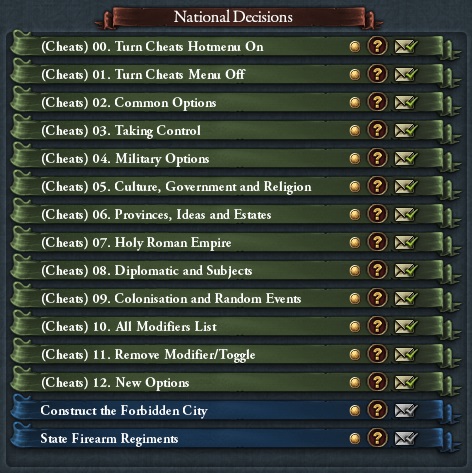 National Decisions
(Cheats) 00. Turn Cheats Hotmenu On
(Cheats) 01. Turn Cheats Menu Off
(Cheats) 02. Common Options
(Cheats) 03. Taking Control
(Cheats) 04. Military Options
(Cheats) 05. Culture, Government and Religion
(Cheats) 06. Provinces, Ideas and Estates
(Cheats) 07. Holy Roman Empire
(Cheats) 08. Diplomatic and Subjects
(Cheats) 09. Colonisation and Random Events
(Cheats) 10. All Modifiers List
(Cheats) 11. Remove Modifier/Toggle
(Cheats) 12. New Options
Construct the Forbidden City
State Firearm Regiments